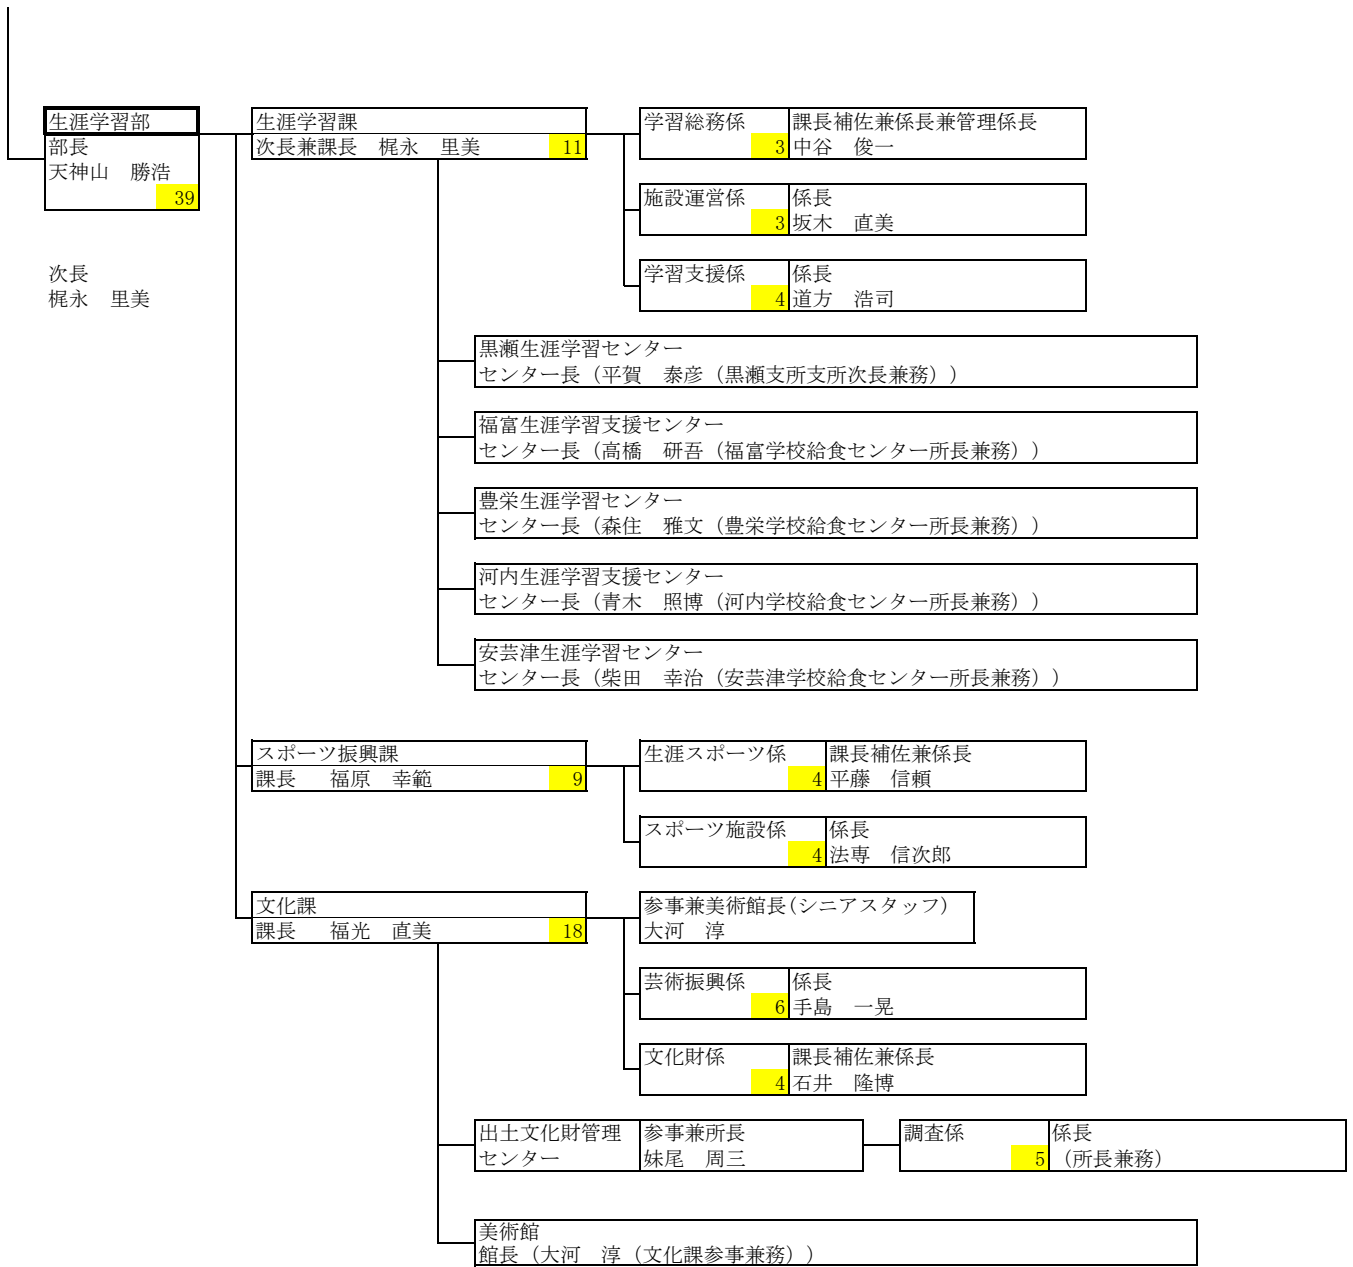 生涯学習部
部長
天神山　勝浩
39
次長
梶永　里美
生涯学習課
次長兼課長　梶永　里美　11
学習総務係　課長補佐兼係長兼管理係長
3 中谷　俊一
施設運営係　係長
3 坂木　直美
学習支援係　係長
4 道方　浩司
黒瀬生涯学習センター
センター長（平賀　泰彦（黒瀬支所支所次長兼務））
福富生涯学習支援センター
センター長（高橋　研吾（福富学校給食センター所長兼務））
豊栄生涯学習センター
センター長（森住　雅文（豊栄学校給食センター所長兼務））
河内生涯学習支援センター
センター長（青木　照博（河内学校給食センター所長兼務））
安芸津生涯学習センター
センター長（柴田　幸治（安芸津学校給食センター所長兼務））
スポーツ振興課
課長　福原　幸範　9
生涯スポーツ係　課長補佐兼係長
4 平藤　信頼
スポーツ施設係　係長
4 法専　信次郎
文化課
課長　福光　直美　18
参事兼美術館長(シニアスタッフ)
大河　淳
芸術振興係　係長
6 手島　一晃
文化財係　課長補佐兼係長
4 石井　隆博
出土文化財管理　参事兼所長
センター　妹尾　周三
調査係　係長
5 （所長兼務）
美術館
館長（大河　淳（文化課参事兼務））